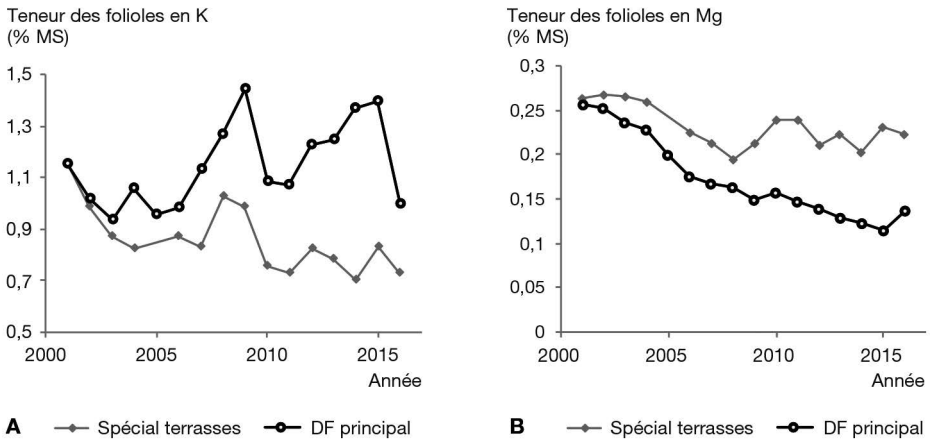 Teneur des folioles en K
(% MS)
1,5
1,3
1,1
0,9
0,7
0,5
2000 2005 2010 2015
Année
A Spécial terrasses DF principal
Teneur des folioles en Mg
(% MS)
0,3
0,25
0,2
0,15
0,1
0,05
0
2000 2005 2010 2015
Année
B Spécial terrasses DF principal